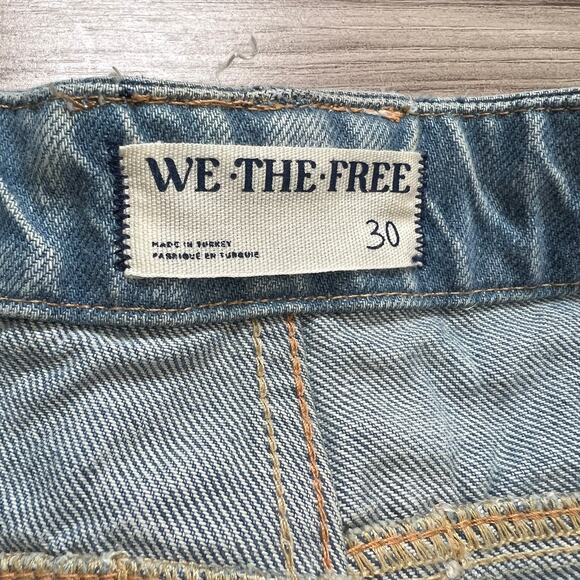 WE·THE·FREE
30
MADE IN TURKEY
FABRIQUÉ EN TURQUIE